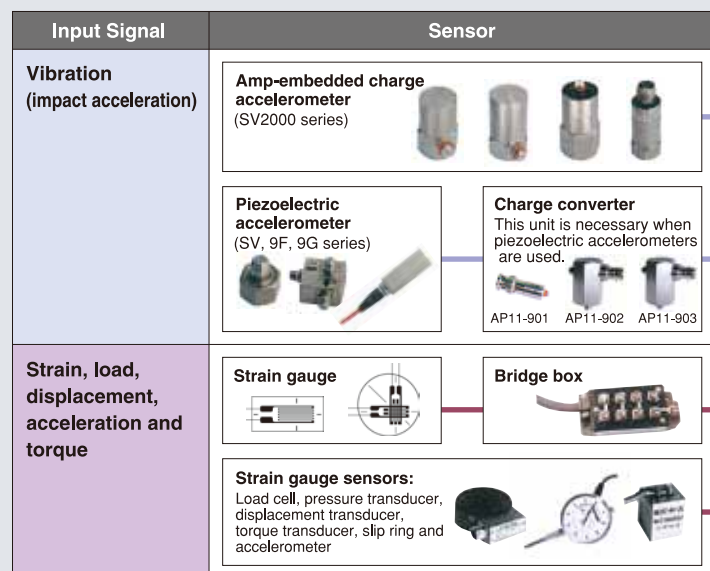 Input Signal
Sensor
Vibration
(impact acceleration)
Amp-embedded charge
accelerometer
(SV2000 series)
Piezoelectric
accelerometer
(SV, 9F, 9G series)
Charge converter
This unit is necessary when
piezoelectric accelerometers
are used.
AP11-901
AP11-902
AP11-903
Strain, load,
displacement,
acceleration and
torque
Strain gauge
Bridge box
Strain gauge sensors:
Load cell, pressure transducer,
displacement transducer,
torque transducer, slip ring and
accelerometer